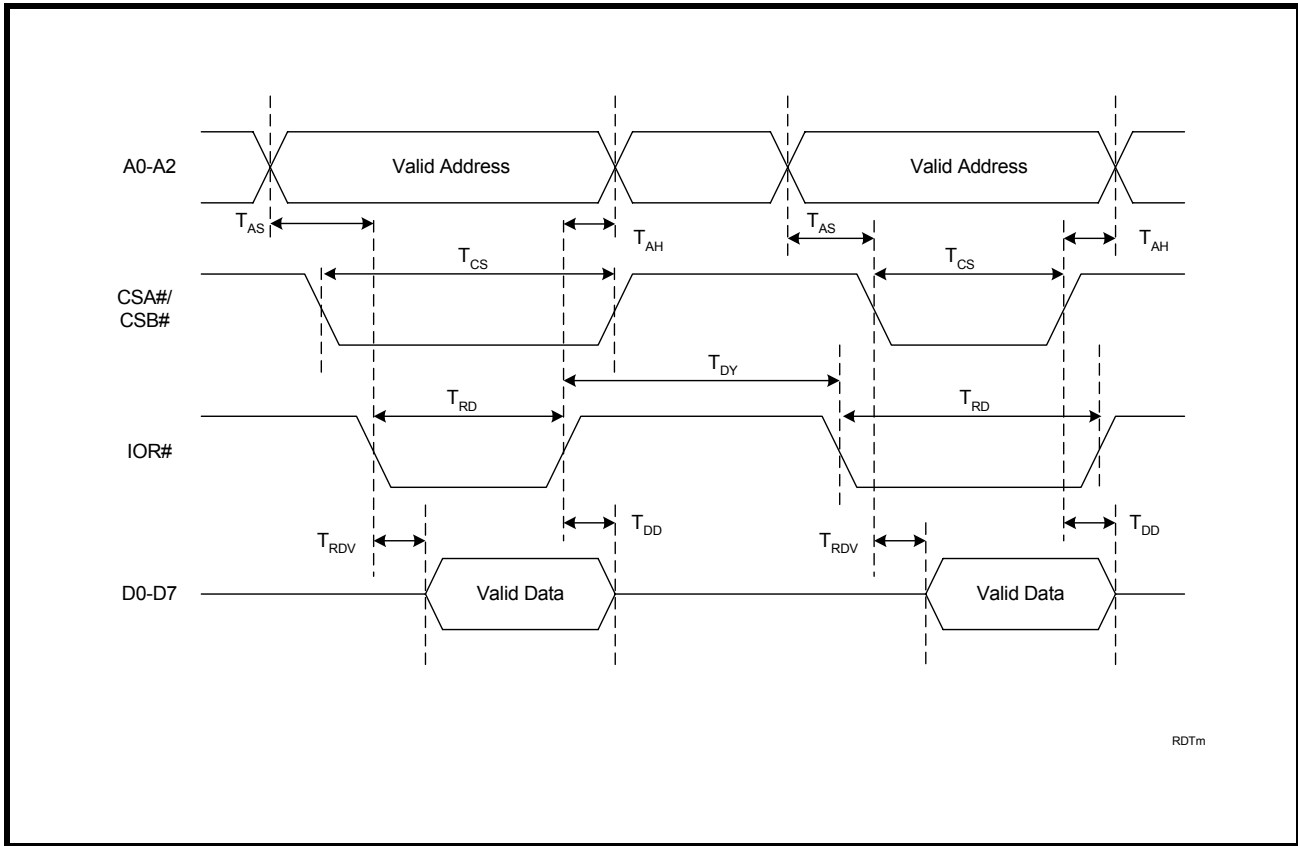 A0-A2
Valid Address
Valid Address
TAS
TAH
TAS
TAH
CSA#/
CSB#
TCS
TCS
TDY
IOR#
TRD
TRD
TRDV
TDD
TRDV
TDD
D0-D7
Valid Data
Valid Data
RDTm